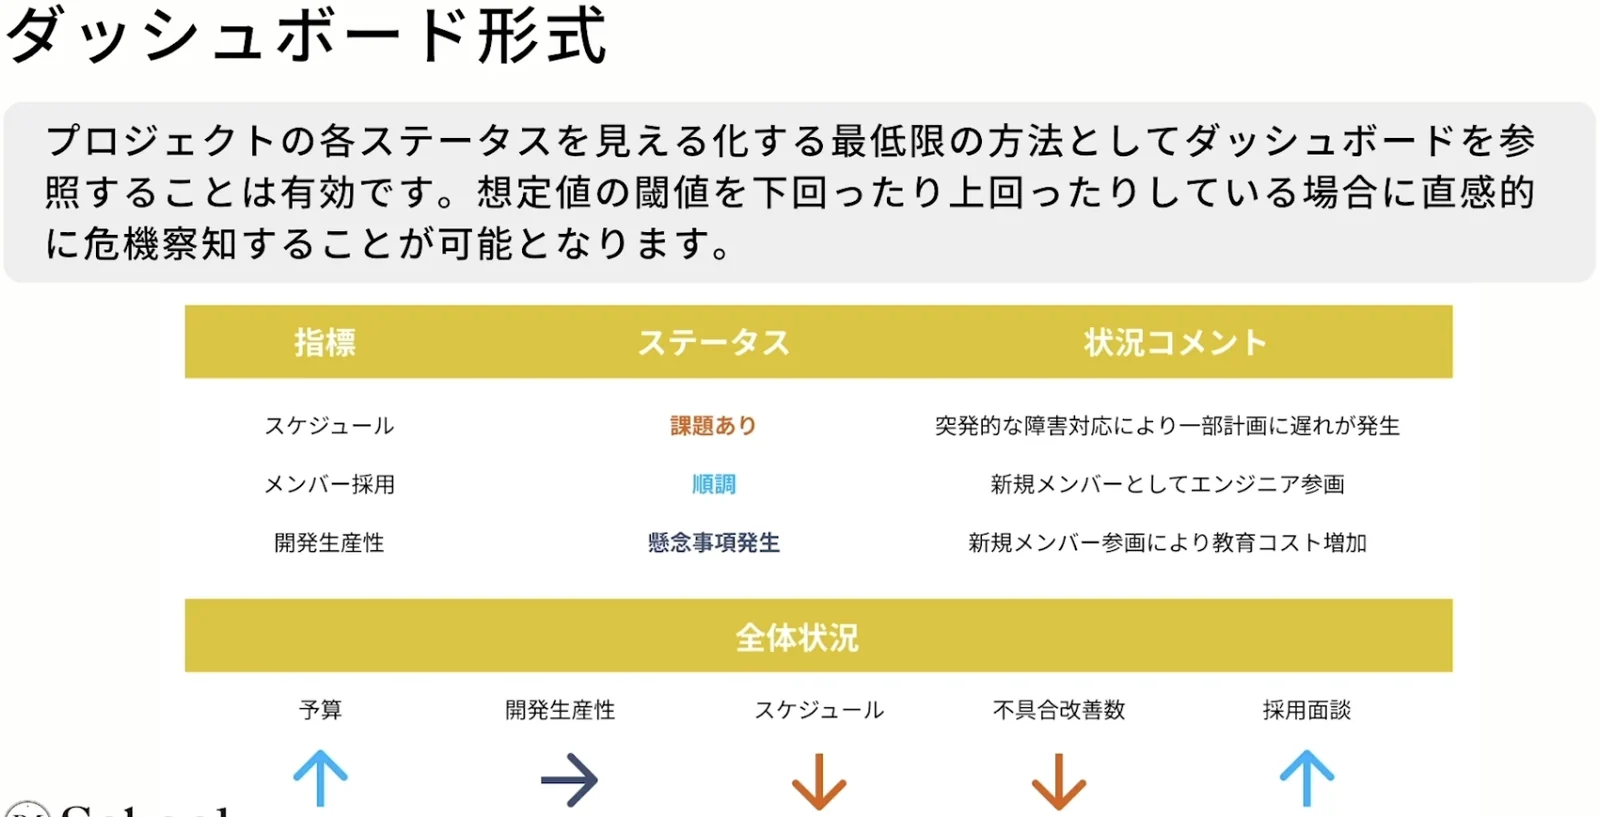 ダッシュボード形式
プロジェクトの各ステータスを見える化する最低限の方法としてダッシュボードを参
照することは有効です。想定値の閾値を下回ったり上回ったりしている場合に直感的
に危機察知することが可能となります。
指標 ステータス 状況コメント
スケジュール 課題あり 突発的な障害対応により一部計画に遅れが発生
メンバー採用 順調 新規メンバーとしてエンジニア参画
開発生産性 懸念事項発生 新規メンバー参画により教育コスト増加
全体状況
予算 開発生産性 スケジュール 不具合改善数 採用面談